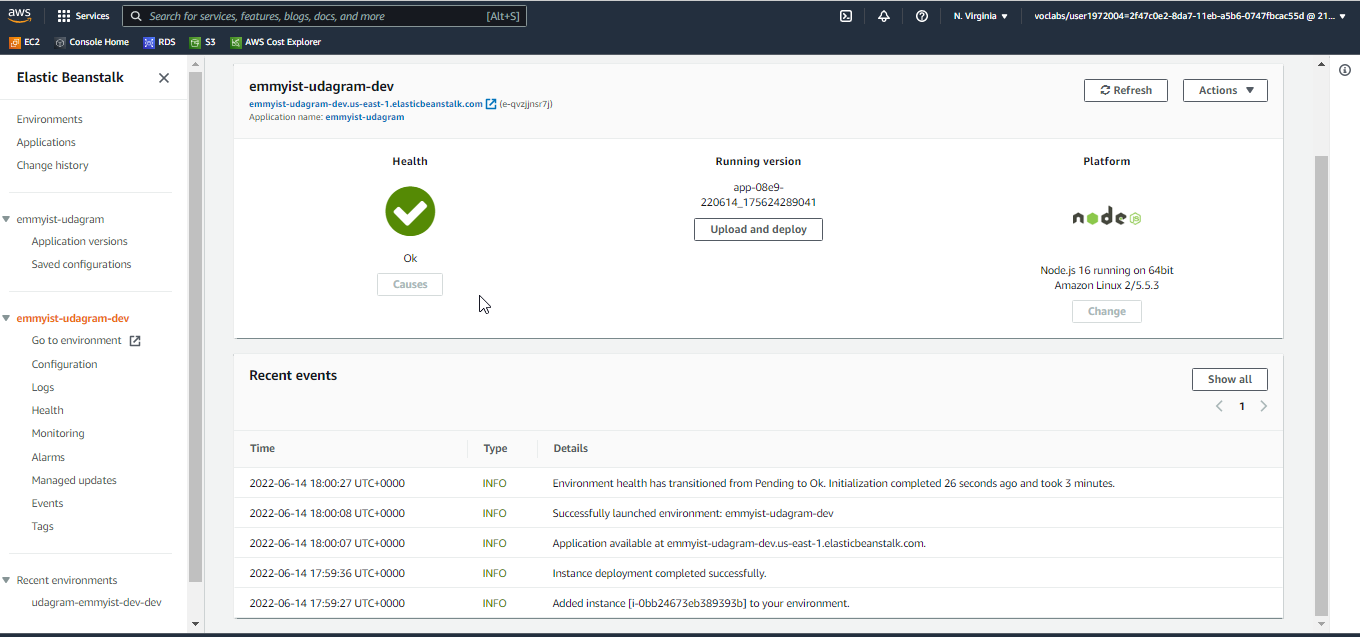 aws
Services
Search for services, features, blogs, docs, and more [Alt+S]
N. Virginia ▼
voclabs/user1972004=2f47c0e2-8da7-11eb-a5b6-0747fbcac55d @ 21... ▼
EC2
Console Home
RDS
S3
AWS Cost Explorer
Elastic Beanstalk
Environments
Applications
Change history
emmyist-udagram
Application versions
Saved configurations
emmyist-udagram-dev
Go to environment
Configuration
Logs
Health
Monitoring
Alarms
Managed updates
Events
Tags
Recent environments
udagram-emmyist-dev-dev
emmyist-udagram-dev
emmyist-udagram-dev.us-east-1.elasticbeanstalk.com (e-qvzjjnsr7j)
Application name: emmyist-udagram
Refresh
Actions ▼
Health
Ok
Causes
Running version
app-08e9-
220614_175624289041
Upload and deploy
Platform
node
JS
Node.js 16 running on 64bit
Amazon Linux 2/5.5.3
Change
Recent events
Show all
1
Time Type Details
2022-06-14 18:00:27 UTC+0000 INFO Environment health has transitioned from Pending to Ok. Initialization completed 26 seconds ago and took 3 minutes.
2022-06-14 18:00:08 UTC+0000 INFO Successfully launched environment: emmyist-udagram-dev
2022-06-14 18:00:07 UTC+0000 INFO Application available at emmyist-udagram-dev.us-east-1.elasticbeanstalk.com.
2022-06-14 17:59:36 UTC+0000 INFO Instance deployment completed successfully.
2022-06-14 17:59:27 UTC+0000 INFO Added instance [i-0bb24673eb389393b] to your environment.